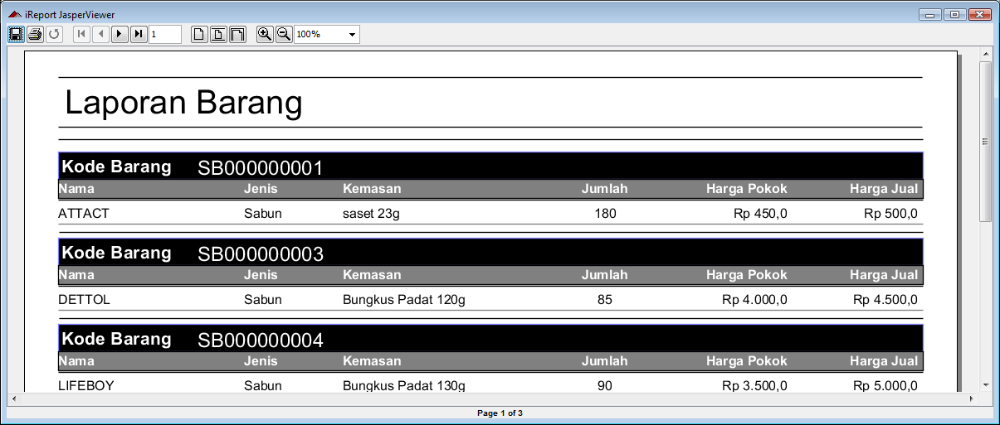 iReport JasperViewer
1
100%
Laporan Barang
Kode Barang SB000000001
Nama Jenis Kemasan Jumlah Harga Pokok Harga Jual
ATTACT Sabun saset 23g 180 Rp 450,0 Rp 500,0
Kode Barang SB000000003
Nama Jenis Kemasan Jumlah Harga Pokok Harga Jual
DETTOL Sabun Bungkus Padat 120g 85 Rp 4.000,0 Rp 4.500,0
Kode Barang SB000000004
Nama Jenis Kemasan Jumlah Harga Pokok Harga Jual
LIFEBOY Sabun Bungkus Padat 130g 90 Rp 3.500,0 Rp 5.000,0
Page 1 of 3